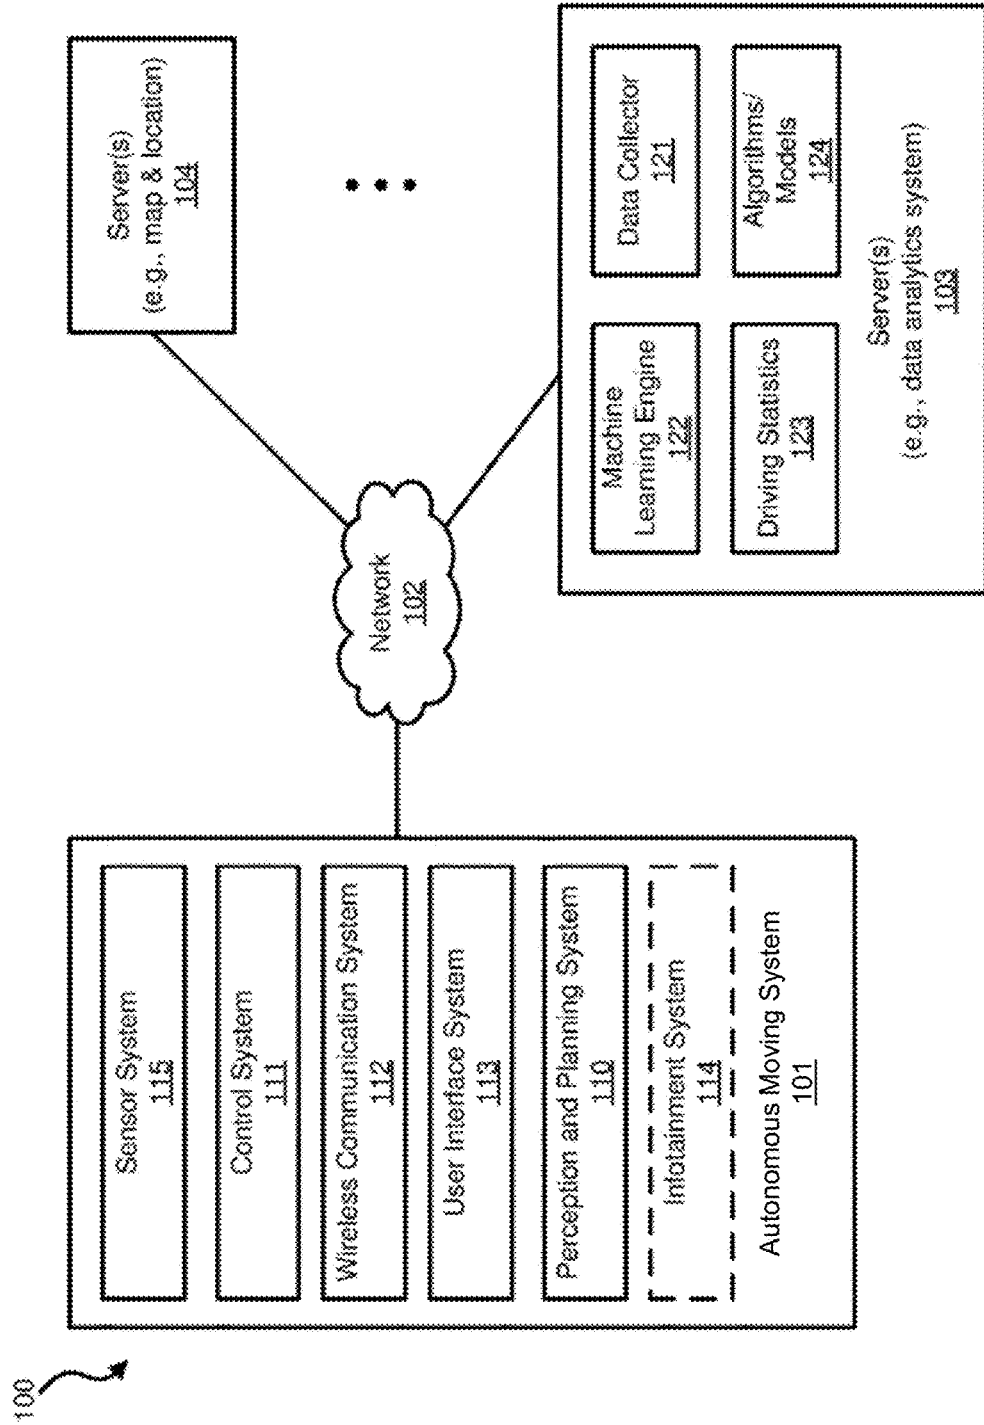 100
Sensor System
115
Control System
111
Wireless Communication System
112
User Interface System
113
Perception and Planning System
110
Infotainment System
114
Autonomous Moving System
101
Network
102
Server(s)
(e.g., map & location)
104
Machine
Learning Engine
122
Data Collector
121
Driving Statistics
123
Algorithms/
Models
124
Server(s)
(e.g., data analytics system)
103